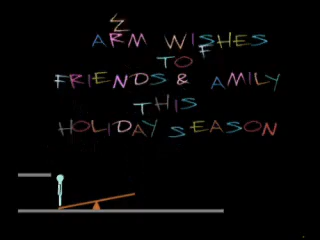 ARM WISHES
TO
FRIENDS & AMILY
THIS
HOLIDAY SEASON